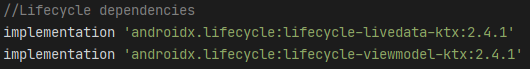 //Lifecycle dependencies
implementation 'androidx.lifecycle:lifecycle-livedata-ktx:2.4.1'
implementation 'androidx.lifecycle:lifecycle-viewmodel-ktx:2.4.1'